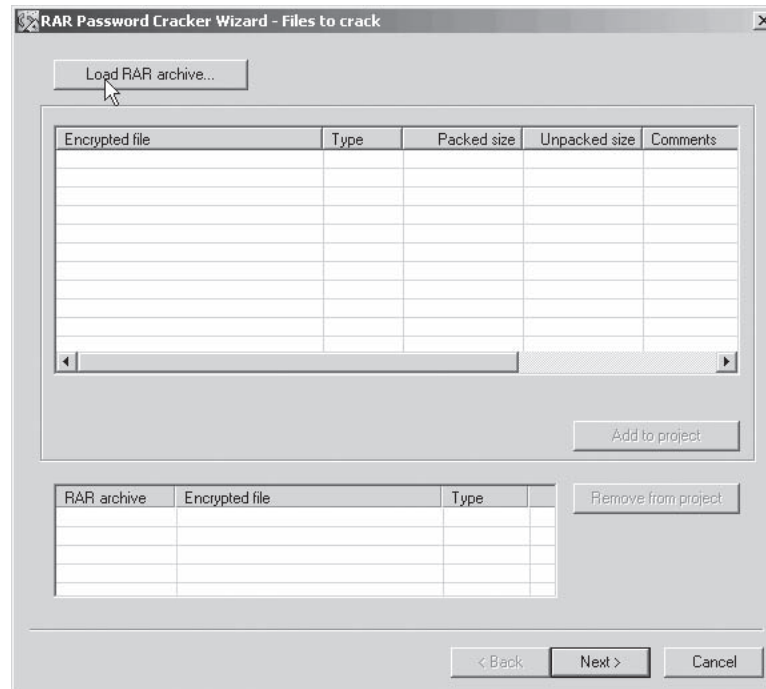 RAR Password Cracker Wizard - Files to crack
Load RAR archive...
Encrypted file Type Packed size Unpacked size Comments
Add to project
RAR archive Encrypted file Type
Remove from project
< Back Next > Cancel